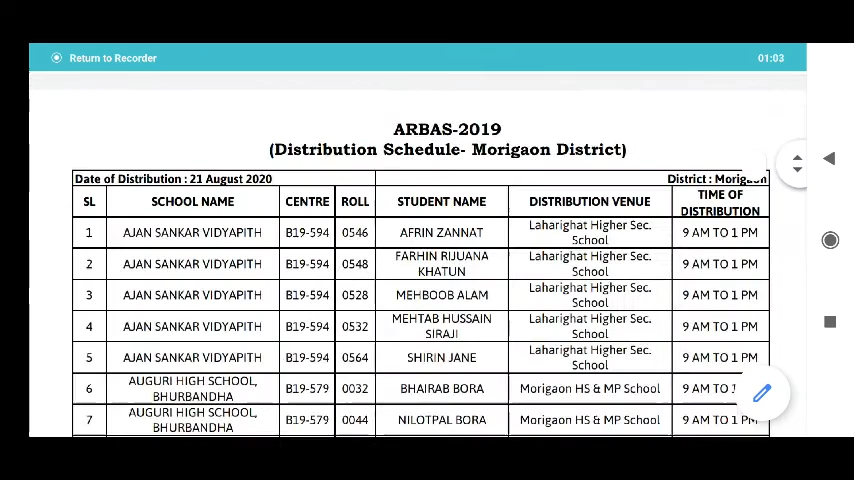 Return to Recorder 01:03
ARBAS-2019
(Distribution Schedule- Morigaon District)
Date of Distribution : 21 August 2020 District : Morigaon
SL SCHOOL NAME CENTRE ROLL STUDENT NAME DISTRIBUTION VENUE TIME OF DISTRIBUTION
1 AJAN SANKAR VIDYAPITH B19-594 0546 AFRIN ZANNAT Laharighat Higher Sec. School 9 AM TO 1 PM
2 AJAN SANKAR VIDYAPITH B19-594 0548 FARHIN RIJUANA KHATUN Laharighat Higher Sec. School 9 AM TO 1 PM
3 AJAN SANKAR VIDYAPITH B19-594 0528 MEHBOOB ALAM Laharighat Higher Sec. School 9 AM TO 1 PM
4 AJAN SANKAR VIDYAPITH B19-594 0532 MEHTAB HUSSAIN SIRAJI Laharighat Higher Sec. School 9 AM TO 1 PM
5 AJAN SANKAR VIDYAPITH B19-594 0564 SHIRIN JANE Laharighat Higher Sec. School 9 AM TO 1 PM
6 AUGURI HIGH SCHOOL, BHURBANDHA B19-579 0032 BHAIRAB BORA Morigaon HS & MP School 9 AM TO 1
7 AUGURI HIGH SCHOOL, BHURBANDHA B19-579 0044 NILOTPAL BORA Morigaon HS & MP School 9 AM TO 1 PM